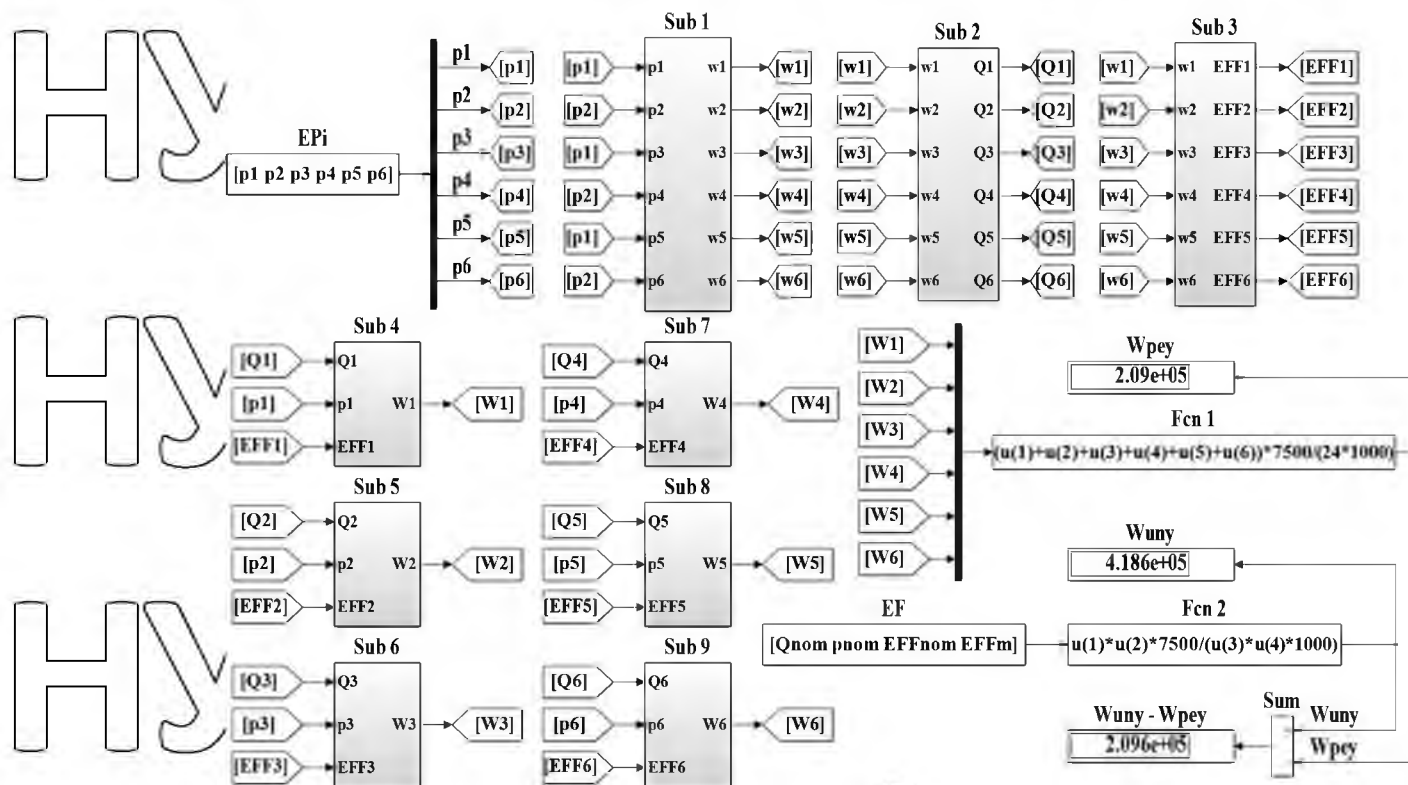 Ну
EPi
[p1 p2 p3 p4 p5 p6]
p1
p2
p3
p4
p5
p6
[p1]
[p2]
[p3]
[p4]
[p5]
[p6]
Sub 1
[p1]
[p2]
[p1]
[p2]
[p1]
[p2]
p1
p2
p3
p4
p5
p6
w1
w2
w3
w4
w5
w6
[w1]
[w2]
[w3]
[w4]
[w5]
[w6]
Sub 2
[w1]
[w2]
[w3]
[w4]
[w5]
[w6]
w1
w2
w3
w4
w5
w6
Q1
Q2
Q3
Q4
Q5
Q6
[Q1]
[Q2]
[Q3]
[Q4]
[Q5]
[Q6]
Sub 3
[w1]
[w2]
[w3]
[w4]
[w5]
[w6]
w1
w2
w3
w4
w5
w6
EFF1
EFF2
EFF3
EFF4
EFF5
EFF6
[EFF1]
[EFF2]
[EFF3]
[EFF4]
[EFF5]
[EFF6]
Ну
Sub 4
[Q1]
[p1]
[EFF1]
Q1
p1
EFF1
W1
[W1]
Sub 7
[Q4]
[p4]
[EFF4]
Q4
p4
EFF4
W4
[W4]
Sub 5
[Q2]
[p2]
[EFF2]
Q2
p2
EFF2
W2
[W2]
Sub 8
[Q5]
[p5]
[EFF5]
Q5
p5
EFF5
W5
[W5]
Ну
Sub 6
[Q3]
[p3]
[EFF3]
Q3
p3
EFF3
W3
[W3]
Sub 9
[Q6]
[p6]
[EFF6]
Q6
p6
EFF6
W6
[W6]
[W1]
[W2]
[W3]
[W4]
[W5]
[W6]
Wpey
2.09e+05
Fcn 1
(u(1)+u(2)+u(3)+u(4)+u(5)+u(6))*7500/(24*1000)
Wuny
4.186e+05
EF
[Qnom pnom EFFnom EFFm]
Fcn 2
u(1)*u(2)*7500/(u(3)*u(4)*1000)
Sum
Wuny
Wpey
Wuny - Wpey
2.096e+05